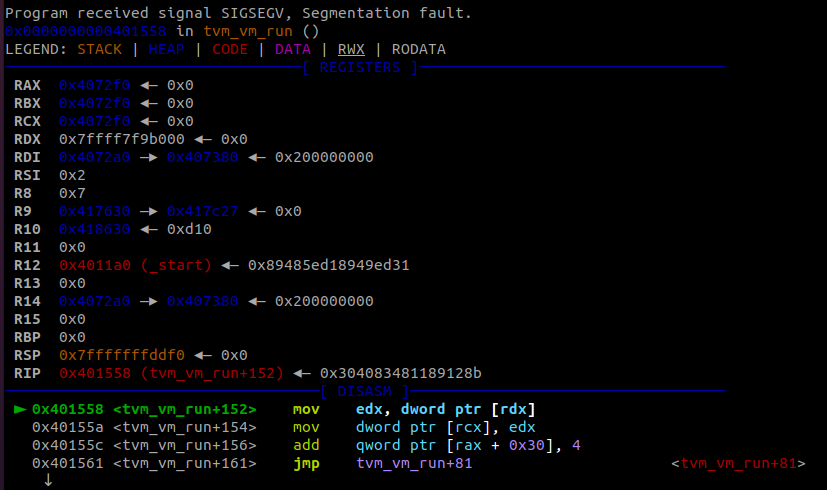 Program received signal SIGSEGV, Segmentation fault.
0x0000000000401558 in tvm_vm_run ()
LEGEND: STACK | HEAP | CODE | DATA | RWX | RODATA
[ REGISTERS ]
RAX 0x4072f0 ◂— 0x0
RBX 0x4072f0 ◂— 0x0
RCX 0x4072f0 ◂— 0x0
RDX 0x7ffff7f9b000 ◂— 0x0
RDI 0x4072a0 —▸ 0x407380 ◂— 0x200000000
RSI 0x2
R8 0x7
R9 0x417630 —▸ 0x417c27 ◂— 0x0
R10 0x418630 ◂— 0xd10
R11 0x0
R12 0x4011a0 (_start) ◂— 0x89485ed18949ed31
R13 0x0
R14 0x4072a0 —▸ 0x407380 ◂— 0x200000000
R15 0x0
RBP 0x0
RSP 0x7fffffffddf0 ◂— 0x0
RIP 0x401558 (tvm_vm_run+152) ◂— 0x304083481189128b
[ DISASM ]
► 0x401558 <tvm_vm_run+152> mov edx, dword ptr [rdx]
0x40155a <tvm_vm_run+154> mov dword ptr [rcx], edx
0x40155c <tvm_vm_run+156> add qword ptr [rax + 0x30], 4
0x401561 <tvm_vm_run+161> jmp tvm_vm_run+81 <tvm_vm_run+81>
↓